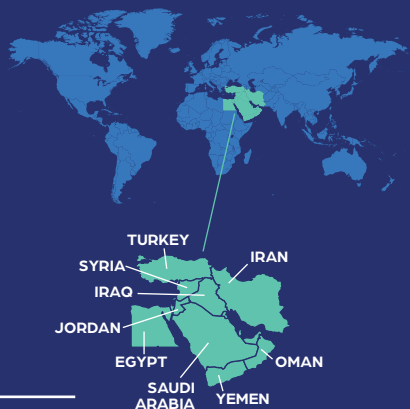 TURKEY
IRAN
SYRIA
IRAQ
JORDAN
EGYPT
OMAN
SAUDI
ARABIA
YEMEN